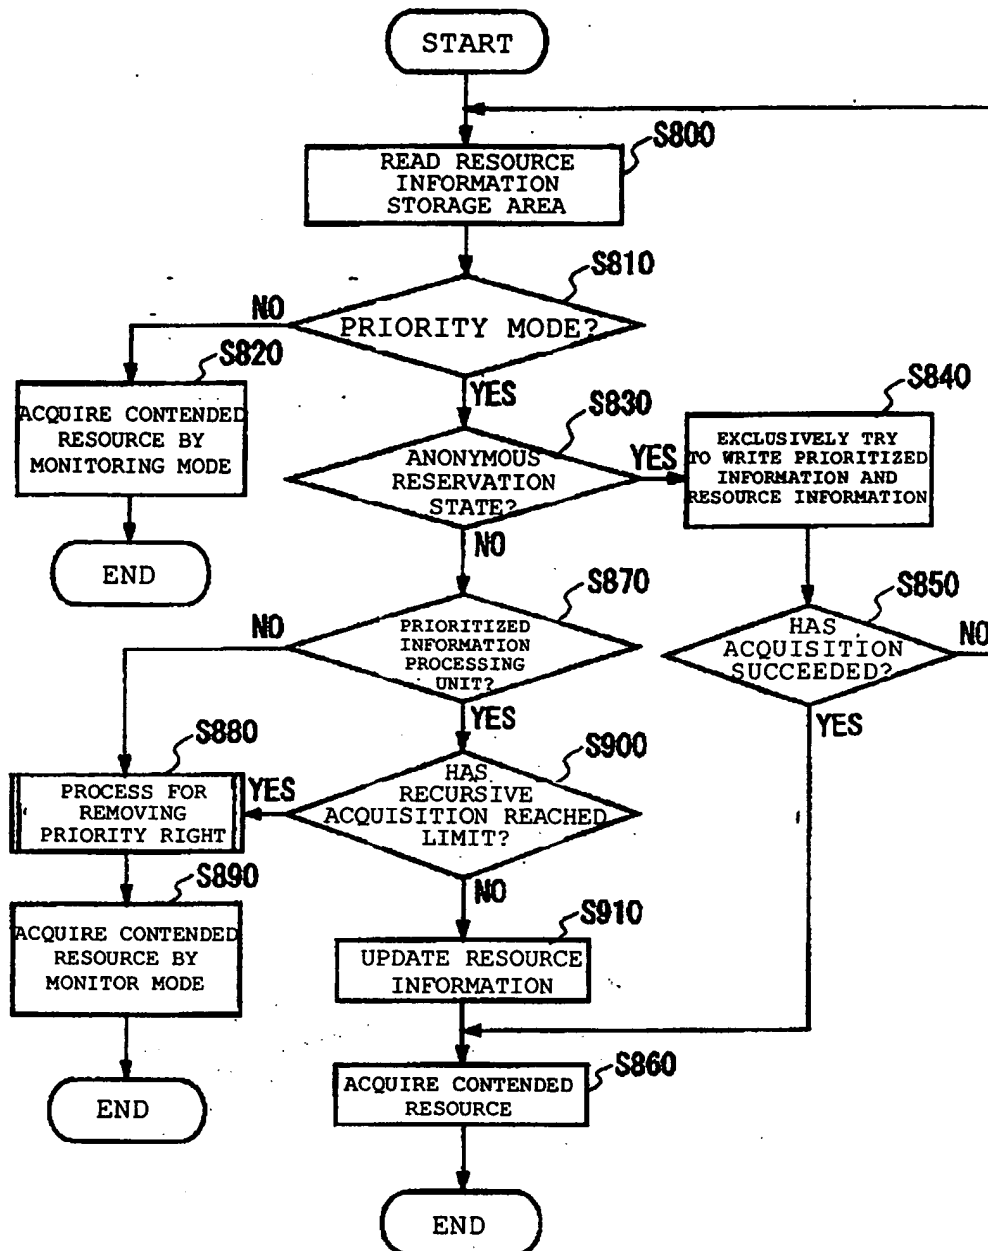 START
S800
READ RESOURCE
INFORMATION
STORAGE AREA
S810
NO
PRIORITY MODE?
S820
YES
ACQUIRE CONTENDED
RESOURCE BY
MONITORING MODE
END
S830
ANONYMOUS
RESERVATION
STATE?
YES
NO
S840
EXCLUSIVELY TRY
TO WRITE PRIORITIZED
INFORMATION AND
RESOURCE INFORMATION
S850
HAS
ACQUISITION
SUCCEEDED?
NO
YES
S870
NO
PRIORITIZED
INFORMATION
PROCESSING
UNIT?
YES
S880
PROCESS FOR
REMOVING
PRIORITY RIGHT
YES
S900
HAS
RECURSIVE
ACQUISITION REACHED
LIMIT?
NO
S890
ACQUIRE CONTENDED
RESOURCE BY
MONITOR MODE
END
S910
UPDATE RESOURCE
INFORMATION
S860
ACQUIRE CONTENDED
RESOURCE
END